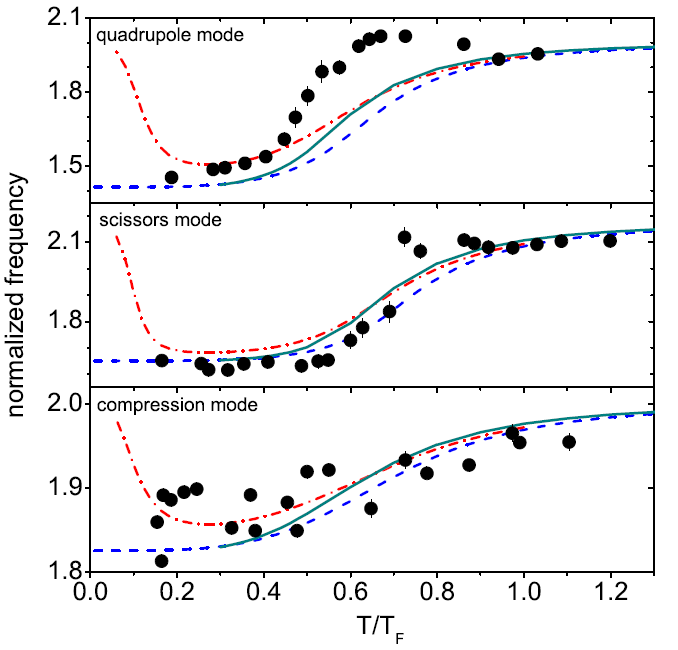 2.1
quadrupole mode
1.8
1.5
scissors mode
2.1
1.8
normalized frequency
2.0
compression mode
1.9
1.8
0.0 0.2 0.4 0.6 0.8 1.0 1.2
T/T_F